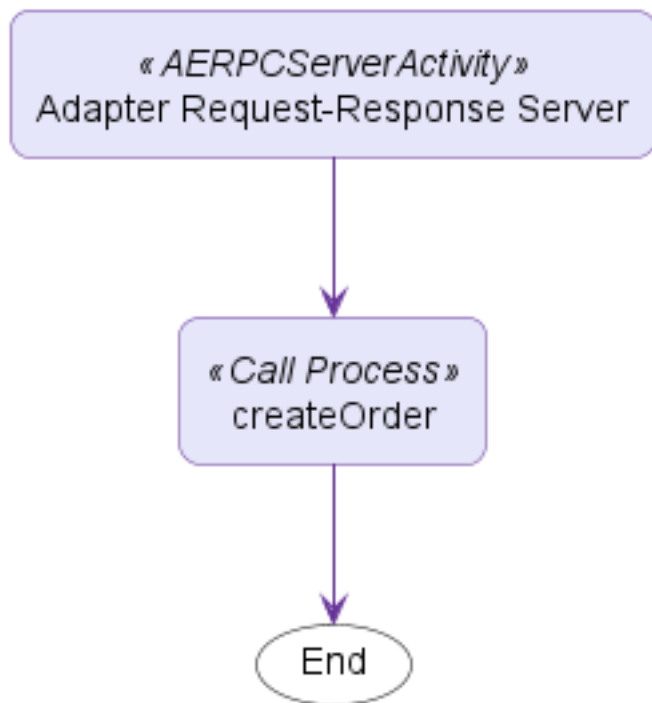 «AERPCServerActivity»
Adapter Request-Response Server
«Call Process»
createOrder
End